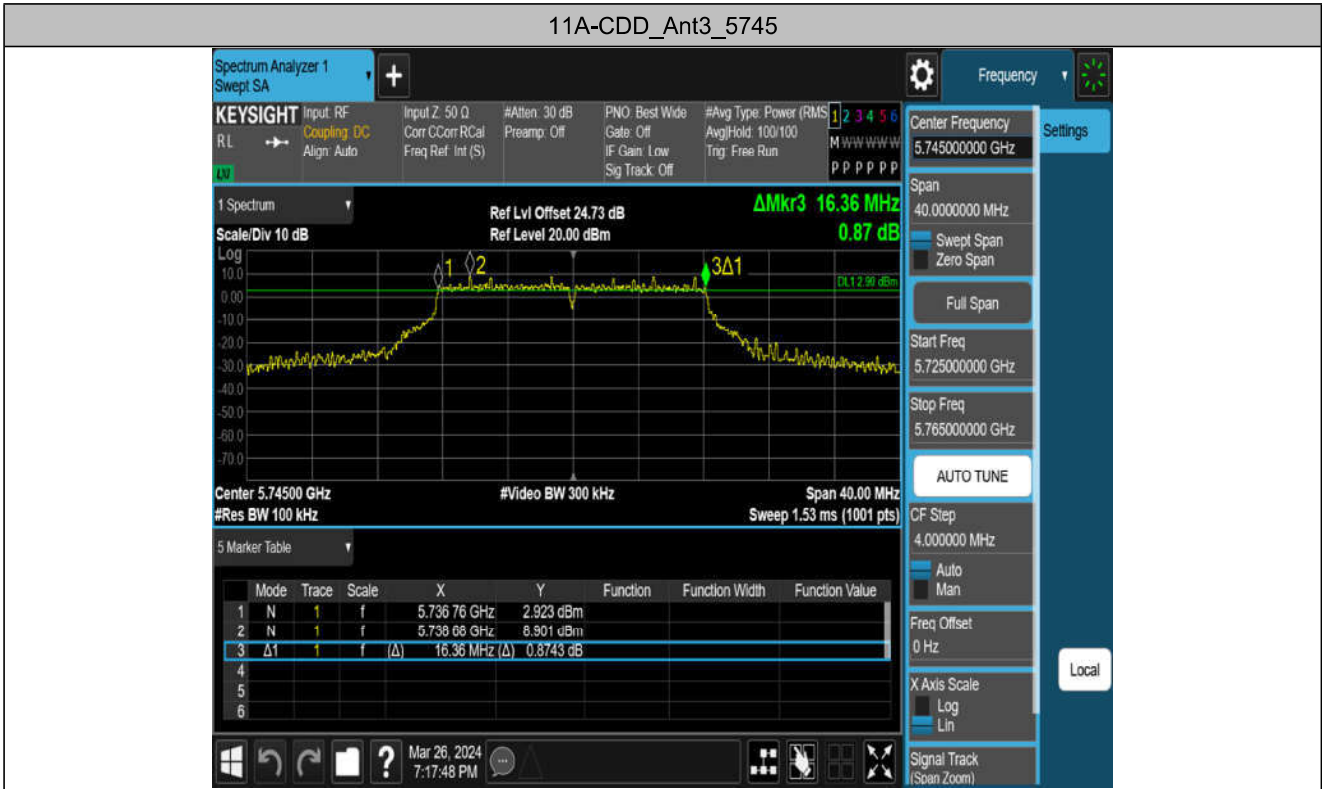 11A-CDD_Ant3_5745
Spectrum Analyzer 1
Swept SA
+
Frequency
KEYSIGHT
RL
LXI
Input: RF
Coupling: DC
Align: Auto
Input Z: 50 Ω
Corr CCorr RCal
Freq Ref: Int (S)
#Atten: 30 dB
Preamp: Off
PNO: Best Wide
Gate: Off
IF Gain: Low
Sig Track: Off
#Avg Type: Power (RMS
Avg|Hold: 100/100
Trig: Free Run
1 2 3 4 5 6
M W W W W W
P P P P P P
1 Spectrum
Scale/Div 10 dB
Ref Lvl Offset 24.73 dB
Ref Level 20.00 dBm
ΔMkr3 16.36 MHz
0.87 dB
Log
10.0
0.00
-10.0
-20.0
-30.0
-40.0
-50.0
-60.0
-70.0
1
2
3Δ1
DL1 2.90 dBm
Center 5.74500 GHz
#Res BW 100 kHz
#Video BW 300 kHz
Span 40.00 MHz
Sweep 1.53 ms (1001 pts)
5 Marker Table
Mode Trace Scale X Y Function Function Width Function Value
1 N 1 f 5.736 76 GHz 2.923 dBm
2 N 1 f 5.738 68 GHz 8.901 dBm
3 Δ1 1 f (Δ) 16.36 MHz (Δ) 0.8743 dB
4
5
6
Center Frequency
5.745000000 GHz
Settings
Span
40.0000000 MHz
Swept Span
Zero Span
Full Span
Start Freq
5.725000000 GHz
Stop Freq
5.765000000 GHz
AUTO TUNE
CF Step
4.000000 MHz
Auto
Man
Freq Offset
0 Hz
X Axis Scale
Log
Lin
Local
Signal Track
(Span Zoom)
?
Mar 26, 2024
7:17:48 PM